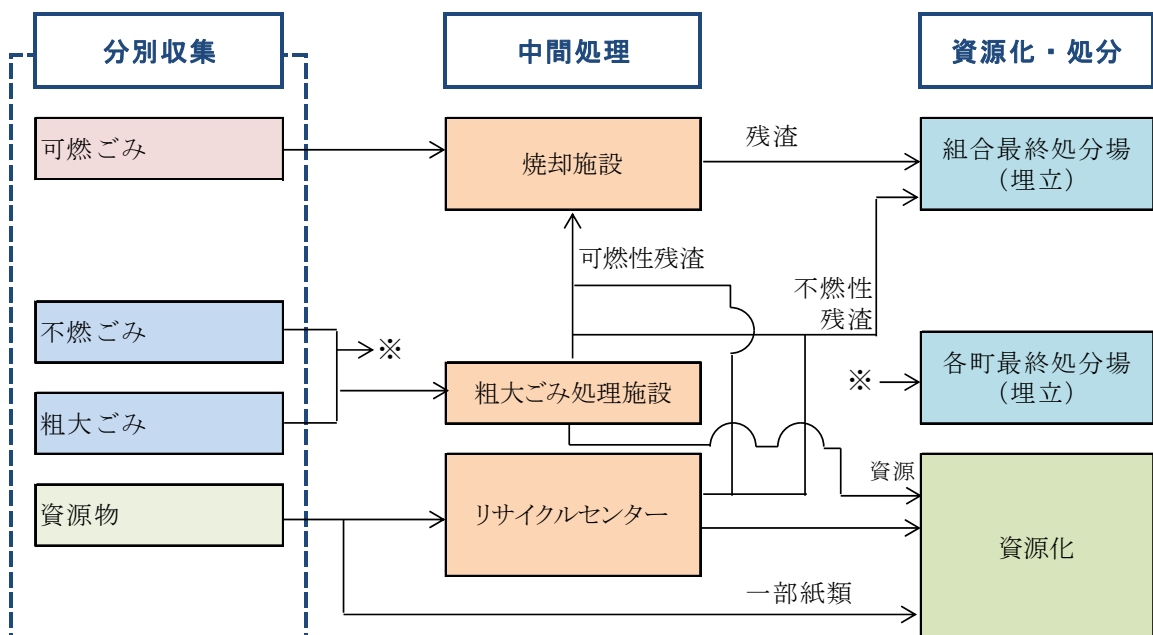 分別収集
中間処理
資源化・処分
可燃ごみ
焼却施設
残渣
組合最終処分場
(埋立)
可燃性残渣
不燃性
残渣
不燃ごみ
※
粗大ごみ処理施設
※
各町最終処分場
(埋立)
粗大ごみ
資源
資源物
リサイクルセンター
資源化
一部紙類